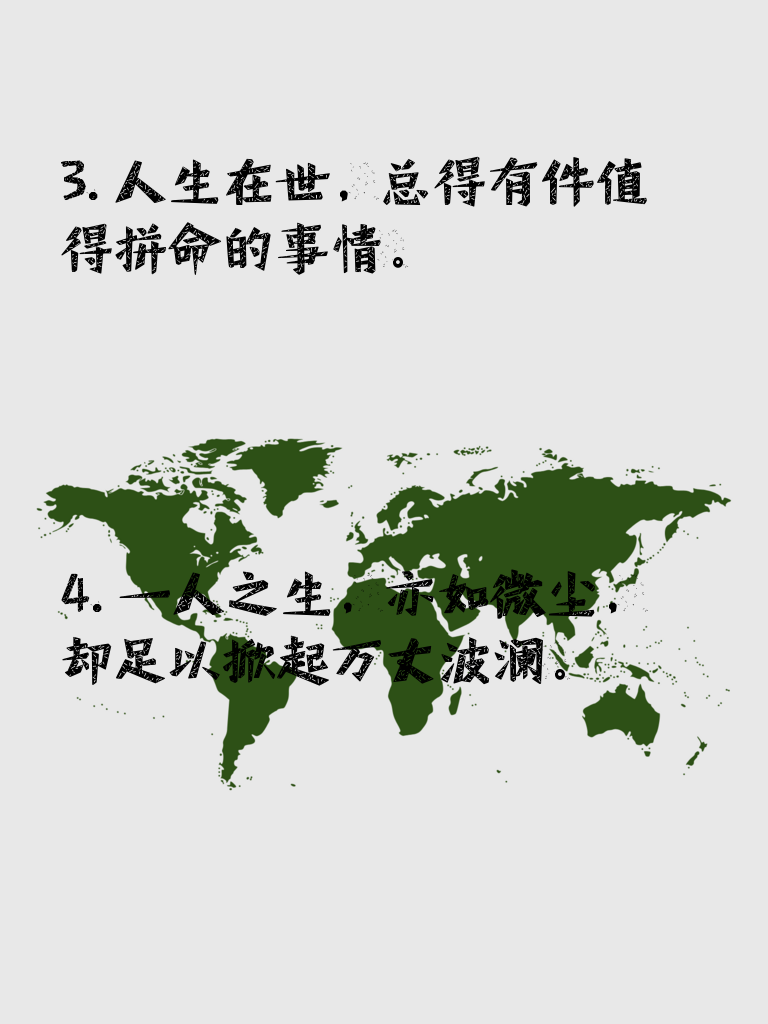 3. 人生在世，总得有件值
得拼命的事情。
4. 一人之生，亦如微尘，
却足以掀起万丈波澜。